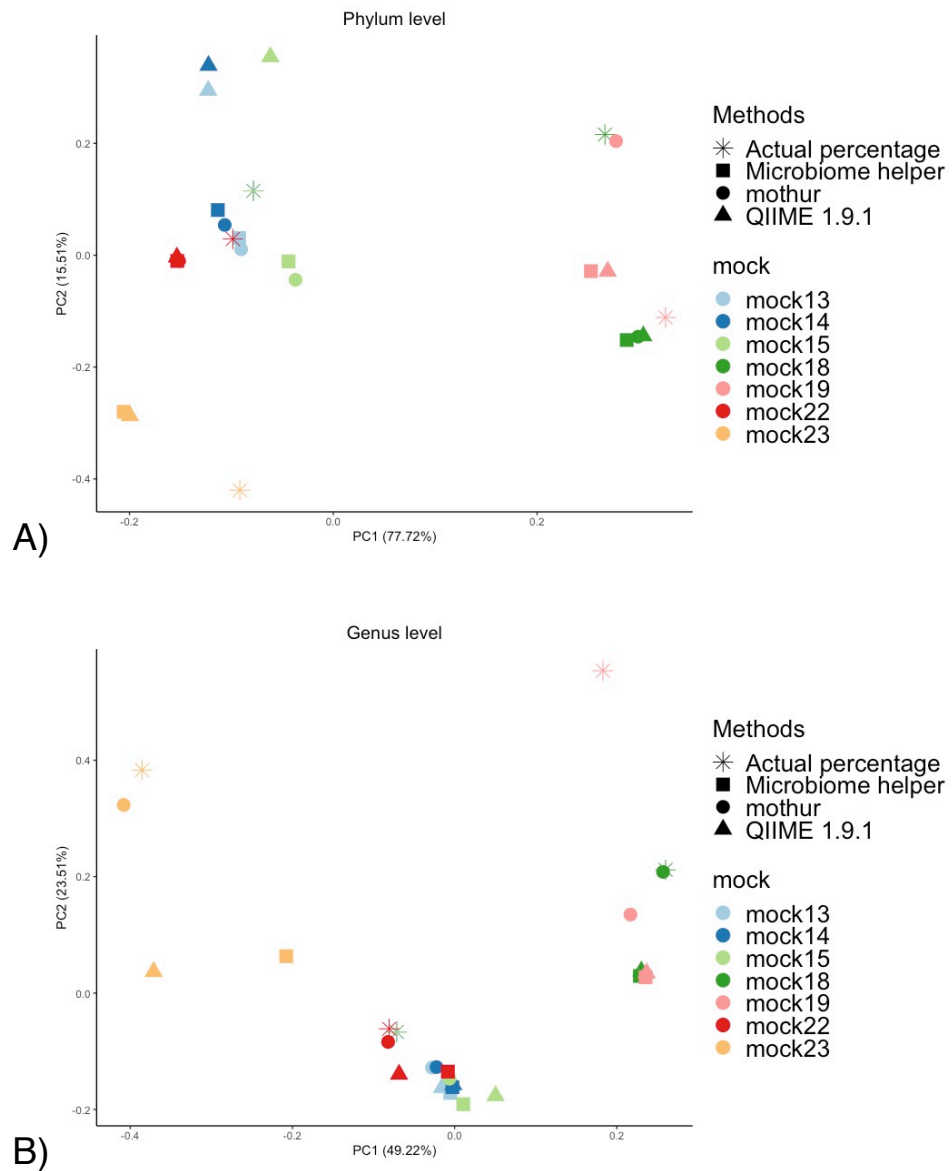 Phylum level
0.2
0.0
-0.2
-0.4
PC2 (15.51%)
-0.2
0.0
0.2
PC1 (77.72%)
Methods
Actual percentage
Microbiome helper
mothur
QIIME 1.9.1
mock
mock13
mock14
mock15
mock18
mock19
mock22
mock23
A)
Genus level
0.4
0.2
0.0
-0.2
PC2 (23.51%)
-0.4
-0.2
0.0
0.2
PC1 (49.22%)
Methods
Actual percentage
Microbiome helper
mothur
QIIME 1.9.1
mock
mock13
mock14
mock15
mock18
mock19
mock22
mock23
B)